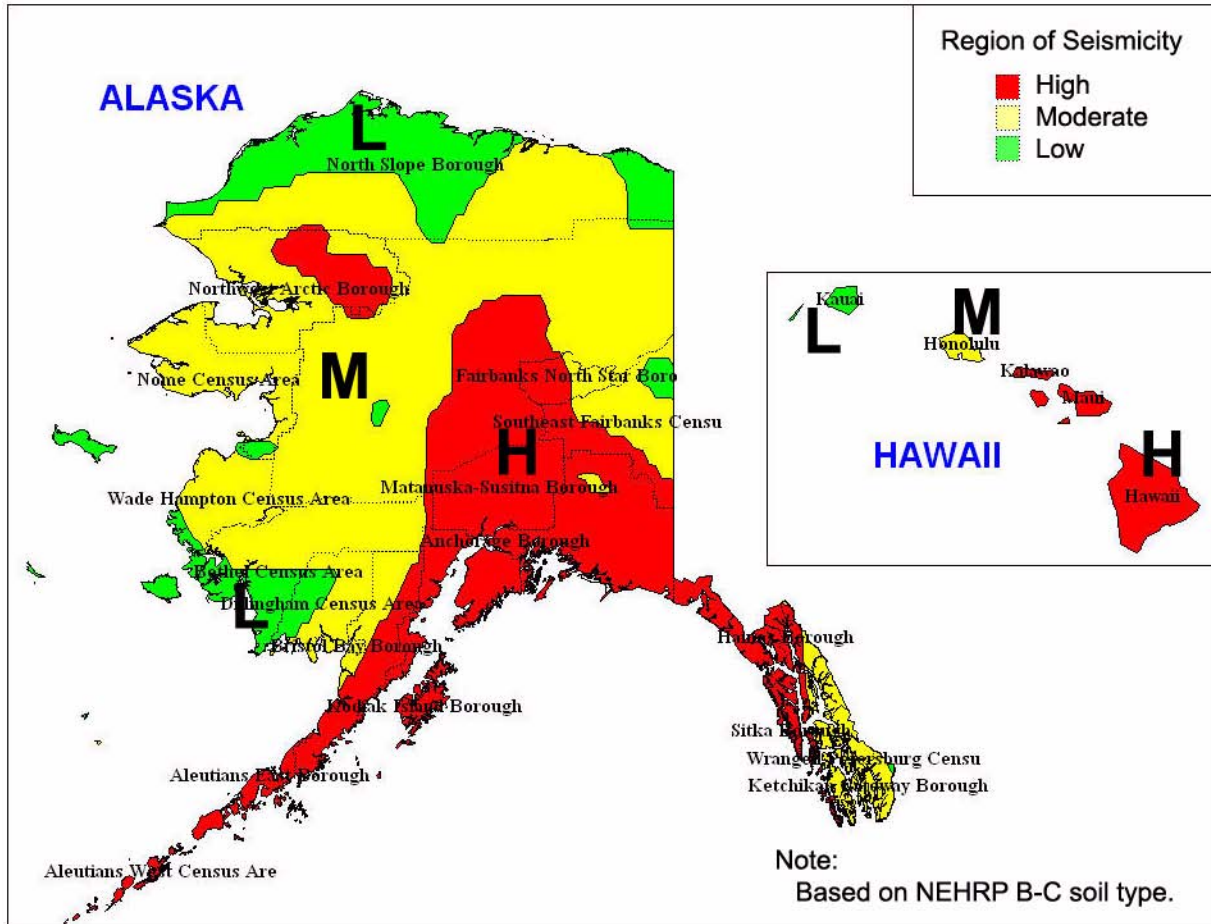 Region of Seismicity
High
Moderate
Low
ALASKA
L
North Slope Borough
Northwest Arctic Borough
M
Nome Census Area
Fairbanks North Star Boro
Southeast Fairbanks Censu
H
Matanuska-Susitna Borough
Wade Hampton Census Area
Anchorage Borough
Bethel Census Area
L
Dillingham Census Area
Bristol Bay Borough
Haines Borough
Kodiak Island Borough
Sitka Borough
Wrangell-Petersburg Censu
Aleutians East Borough
Ketchikan Gateway Borough
Aleutians West Census Are
Kauai
L
M
Honolulu
Kalawao
Maui
HAWAII
H
Hawaii
Note:
Based on NEHRP B-C soil type.